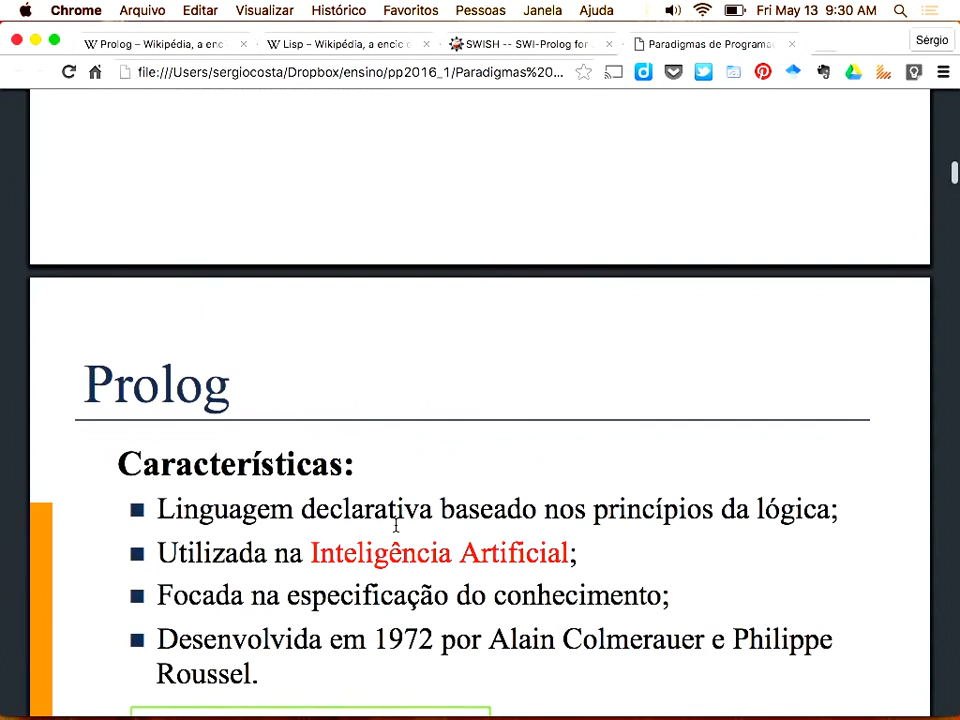 Chrome Arquivo Editar Visualizar Histórico Favoritos Pessoas Janela Ajuda Fri May 13 9:30 AM
Prolog – Wikipédia, a enc Lisp – Wikipédia, a encic SWISH -- SWI-Prolog for Paradigmas de Programa Sérgio
file:///Users/sergiocosta/Dropbox/ensino/pp2016_1/Paradigmas%20...
Prolog
Características:
Linguagem declarativa baseado nos princípios da lógica;
Utilizada na Inteligência Artificial;
Focada na especificação do conhecimento;
Desenvolvida em 1972 por Alain Colmerauer e Philippe
Roussel.